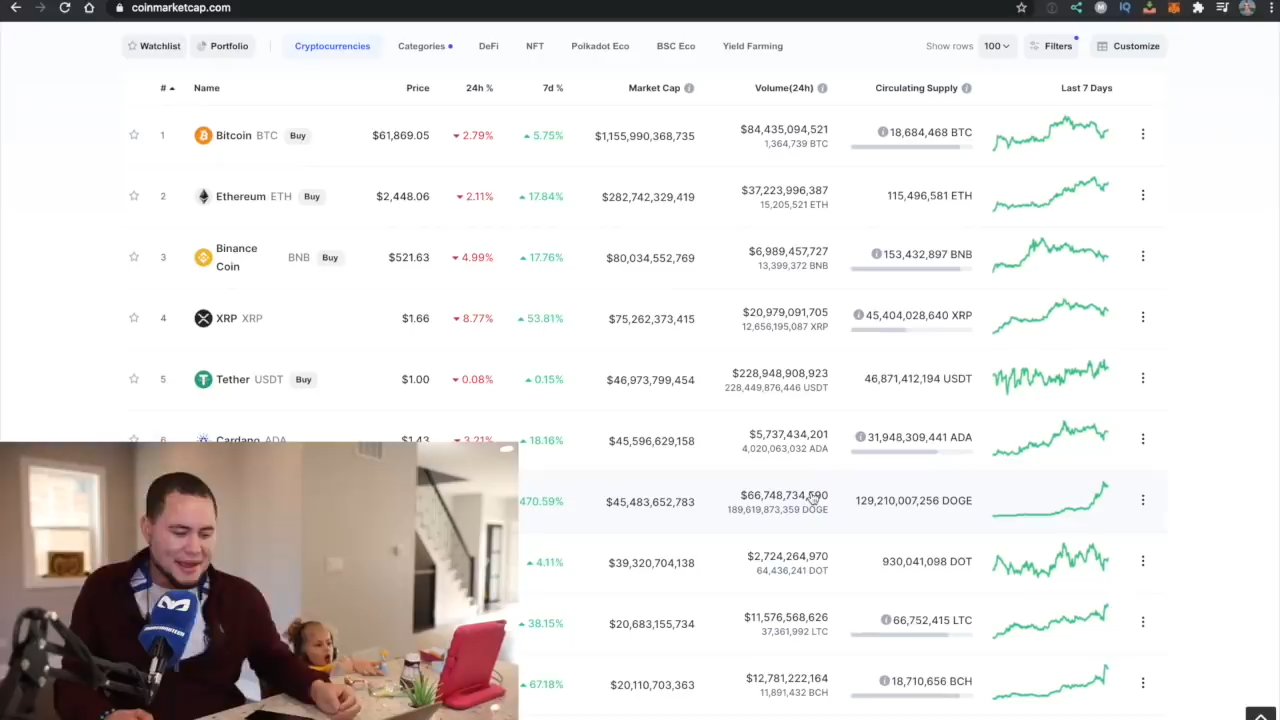 coinmarketcap.com
Watchlist Portfolio Cryptocurrencies Categories DeFi NFT Polkadot Eco BSC Eco Yield Farming Show rows 100 Filters Customize
# Name Price 24h % 7d % Market Cap Volume(24h) Circulating Supply Last 7 Days
1 Bitcoin BTC Buy $61,869.05 2.79% 5.75% $1,155,990,368,735 $84,435,094,521 18,684,468 BTC
1,364,739 BTC
2 Ethereum ETH Buy $2,448.06 2.11% 17.84% $282,742,329,419 $37,223,996,387 115,496,581 ETH
15,205,521 ETH
3 Binance Coin BNB Buy $521.63 4.99% 17.76% $80,034,552,769 $6,989,457,727 153,432,897 BNB
13,399,372 BNB
4 XRP XRP $1.66 8.77% 53.81% $75,262,373,415 $20,979,091,705 45,404,028,640 XRP
12,656,195,087 XRP
5 Tether USDT Buy $1.00 0.08% 0.15% $46,973,799,454 $228,948,908,923 46,871,412,194 USDT
228,449,876,446 USDT
6 Cardano ADA $1.43 3.21% 18.16% $45,596,629,158 $5,737,434,201 31,948,309,441 ADA
4,020,063,032 ADA
470.59% $45,483,652,783 $66,748,734,590 129,210,007,256 DOGE
189,619,873,359 DOGE
4.11% $39,320,704,138 $2,724,264,970 930,041,098 DOT
64,436,241 DOT
38.15% $20,683,155,734 $11,576,568,626 66,752,415 LTC
37,361,992 LTC
67.18% $20,110,703,363 $12,781,222,164 18,710,656 BCH
11,891,432 BCH